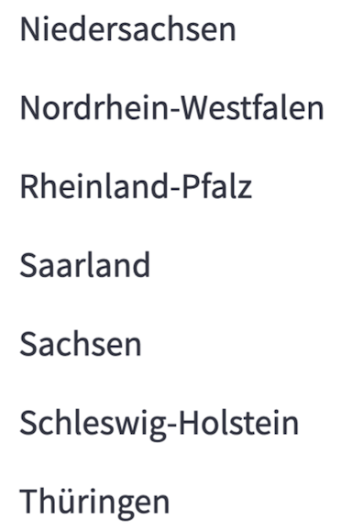 Niedersachsen
Nordrhein-Westfalen
Rheinland-Pfalz
Saarland
Sachsen
Schleswig-Holstein
Thüringen